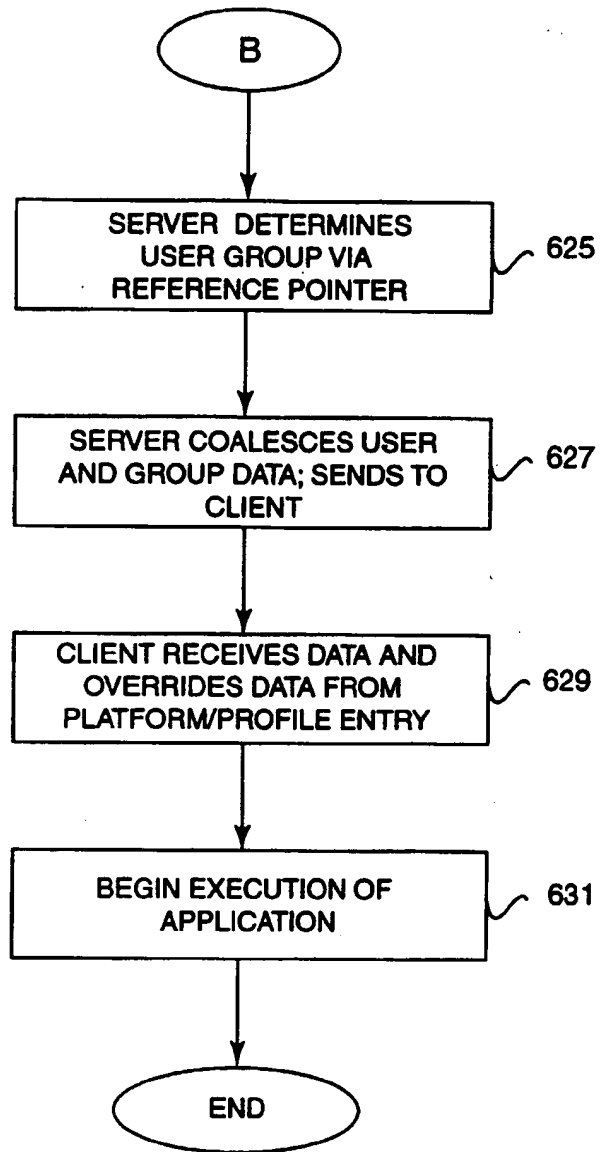 B
SERVER DETERMINES
USER GROUP VIA
REFERENCE POINTER
625
SERVER COALESCES USER
AND GROUP DATA; SENDS TO
CLIENT
627
CLIENT RECEIVES DATA AND
OVERRIDES DATA FROM
PLATFORM/PROFILE ENTRY
629
BEGIN EXECUTION OF
APPLICATION
631
END